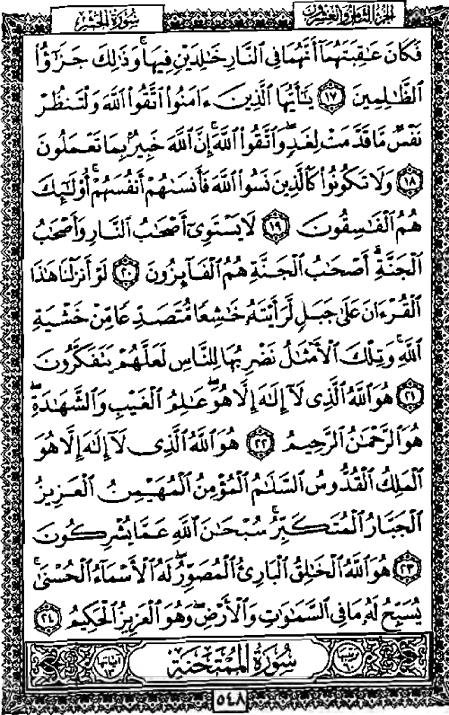 الجزء الثامن والعشرون
سورة الحشر
فَكَانَ عَٰقِبَتَهُمَآ أَنَّهُمَا فِي ٱلنَّارِ خَٰلِدَيْنِ فِيهَا ۚ وَذَٰلِكَ جَزَٰٓؤُا۟
ٱلظَّٰلِمِينَ ١٧ يَٰٓأَيُّهَا ٱلَّذِينَ ءَامَنُوا۟ ٱتَّقُوا۟ ٱللَّهَ وَلْتَنظُرْ
نَفْسٌ مَّا قَدَّمَتْ لِغَدٍ ۖ وَٱتَّقُوا۟ ٱللَّهَ ۚ إِنَّ ٱللَّهَ خَبِيرٌۢ بِمَا تَعْمَلُونَ
١٨ وَلَا تَكُونُوا۟ كَٱلَّذِينَ نَسُوا۟ ٱللَّهَ فَأَنسَىٰهُمْ أَنفُسَهُمْ ۚ أُو۟لَٰٓئِكَ
هُمُ ٱلْفَٰسِقُونَ ١٩ لَا يَسْتَوِىٓ أَصْحَٰبُ ٱلنَّارِ وَأَصْحَٰبُ
ٱلْجَنَّةِ ۚ أَصْحَٰبُ ٱلْجَنَّةِ هُمُ ٱلْفَآئِزُونَ ٢٠ لَوْ أَنزَلْنَا هَٰذَا
ٱلْقُرْءَانَ عَلَىٰ جَبَلٍ لَّرَأَيْتَهُۥ خَٰشِعًا مُّتَصَدِّعًا مِّنْ خَشْيَةِ
ٱللَّهِ ۚ وَتِلْكَ ٱلْأَمْثَٰلُ نَضْرِبُهَا لِلنَّاسِ لَعَلَّهُمْ يَتَفَكَّرُونَ
٢١ هُوَ ٱللَّهُ ٱلَّذِى لَآ إِلَٰهَ إِلَّا هُوَ ۖ عَٰلِمُ ٱلْغَيْبِ وَٱلشَّهَٰدَةِ ۖ
هُوَ ٱلرَّحْمَٰنُ ٱلرَّحِيمُ ٢٢ هُوَ ٱللَّهُ ٱلَّذِى لَآ إِلَٰهَ إِلَّا هُوَ
ٱلْمَلِكُ ٱلْقُدُّوسُ ٱلسَّلَٰمُ ٱلْمُؤْمِنُ ٱلْمُهَيْمِنُ ٱلْعَزِيزُ
ٱلْجَبَّارُ ٱلْمُتَكَبِّرُ ۚ سُبْحَٰنَ ٱللَّهِ عَمَّا يُشْرِكُونَ
٢٣ هُوَ ٱللَّهُ ٱلْخَٰلِقُ ٱلْبَارِئُ ٱلْمُصَوِّرُ ۖ لَهُ ٱلْأَسْمَآءُ ٱلْحُسْنَىٰ ۚ
يُسَبِّحُ لَهُۥ مَا فِى ٱلسَّمَٰوَٰتِ وَٱلْأَرْضِ ۖ وَهُوَ ٱلْعَزِيزُ ٱلْحَكِيمُ ٢٤
سُورَةُ ٱلْمُمْتَحَنَةِ
آياتها ١٣
٥٤٨